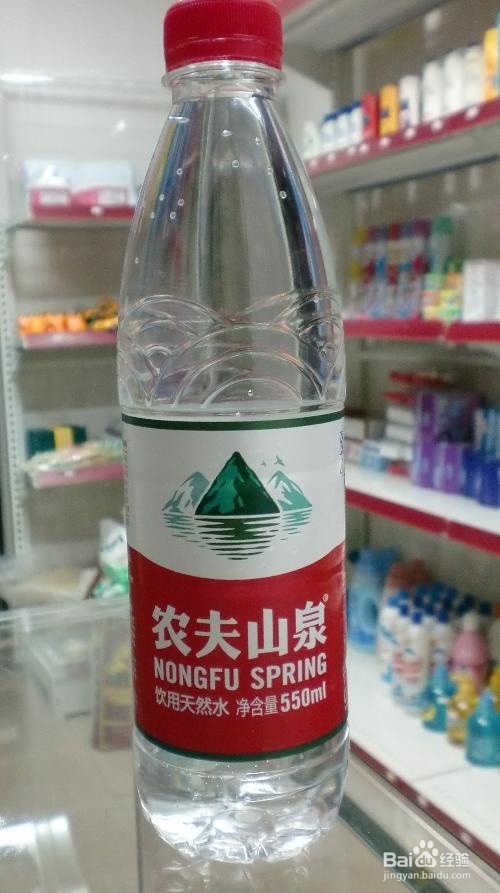 农夫山泉®
NONGFU SPRING
饮用天然水 净含量550ml
Baidu 经验
jingyan.baidu.com